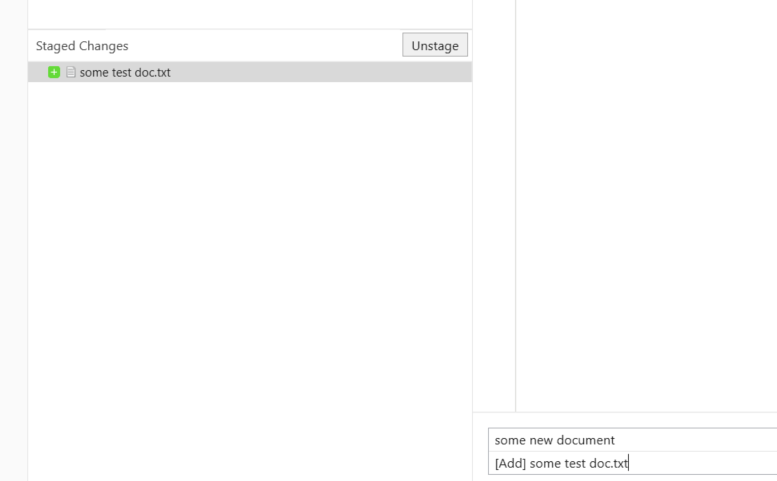 Staged Changes
Unstage
some test doc.txt
some new document
[Add] some test doc.txt